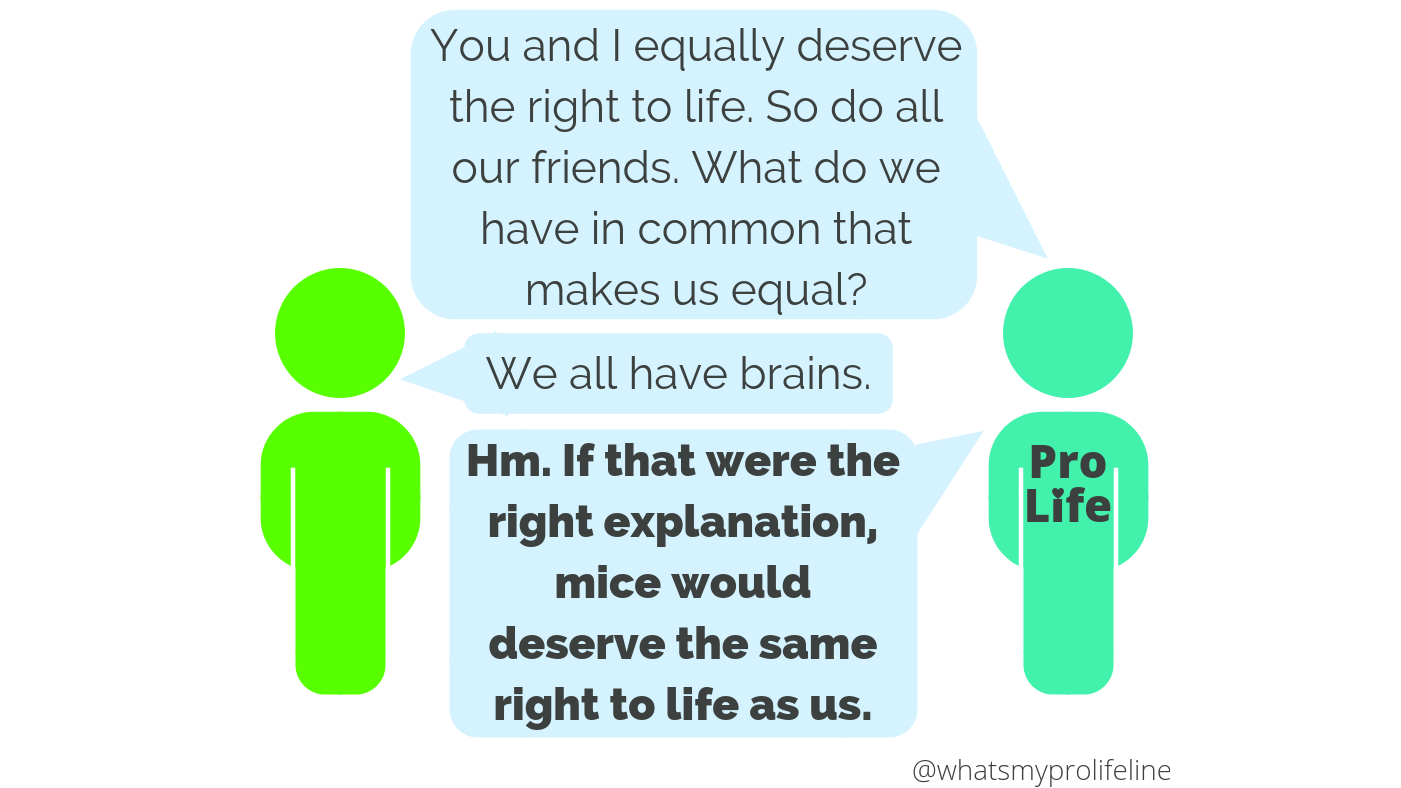 You and I equally deserve
the right to life. So do all
our friends. What do we
have in common that
makes us equal?
We all have brains.
Hm. If that were the
right explanation,
mice would
deserve the same
right to life as us.
Pro
Life
@whatsmyprolifeline